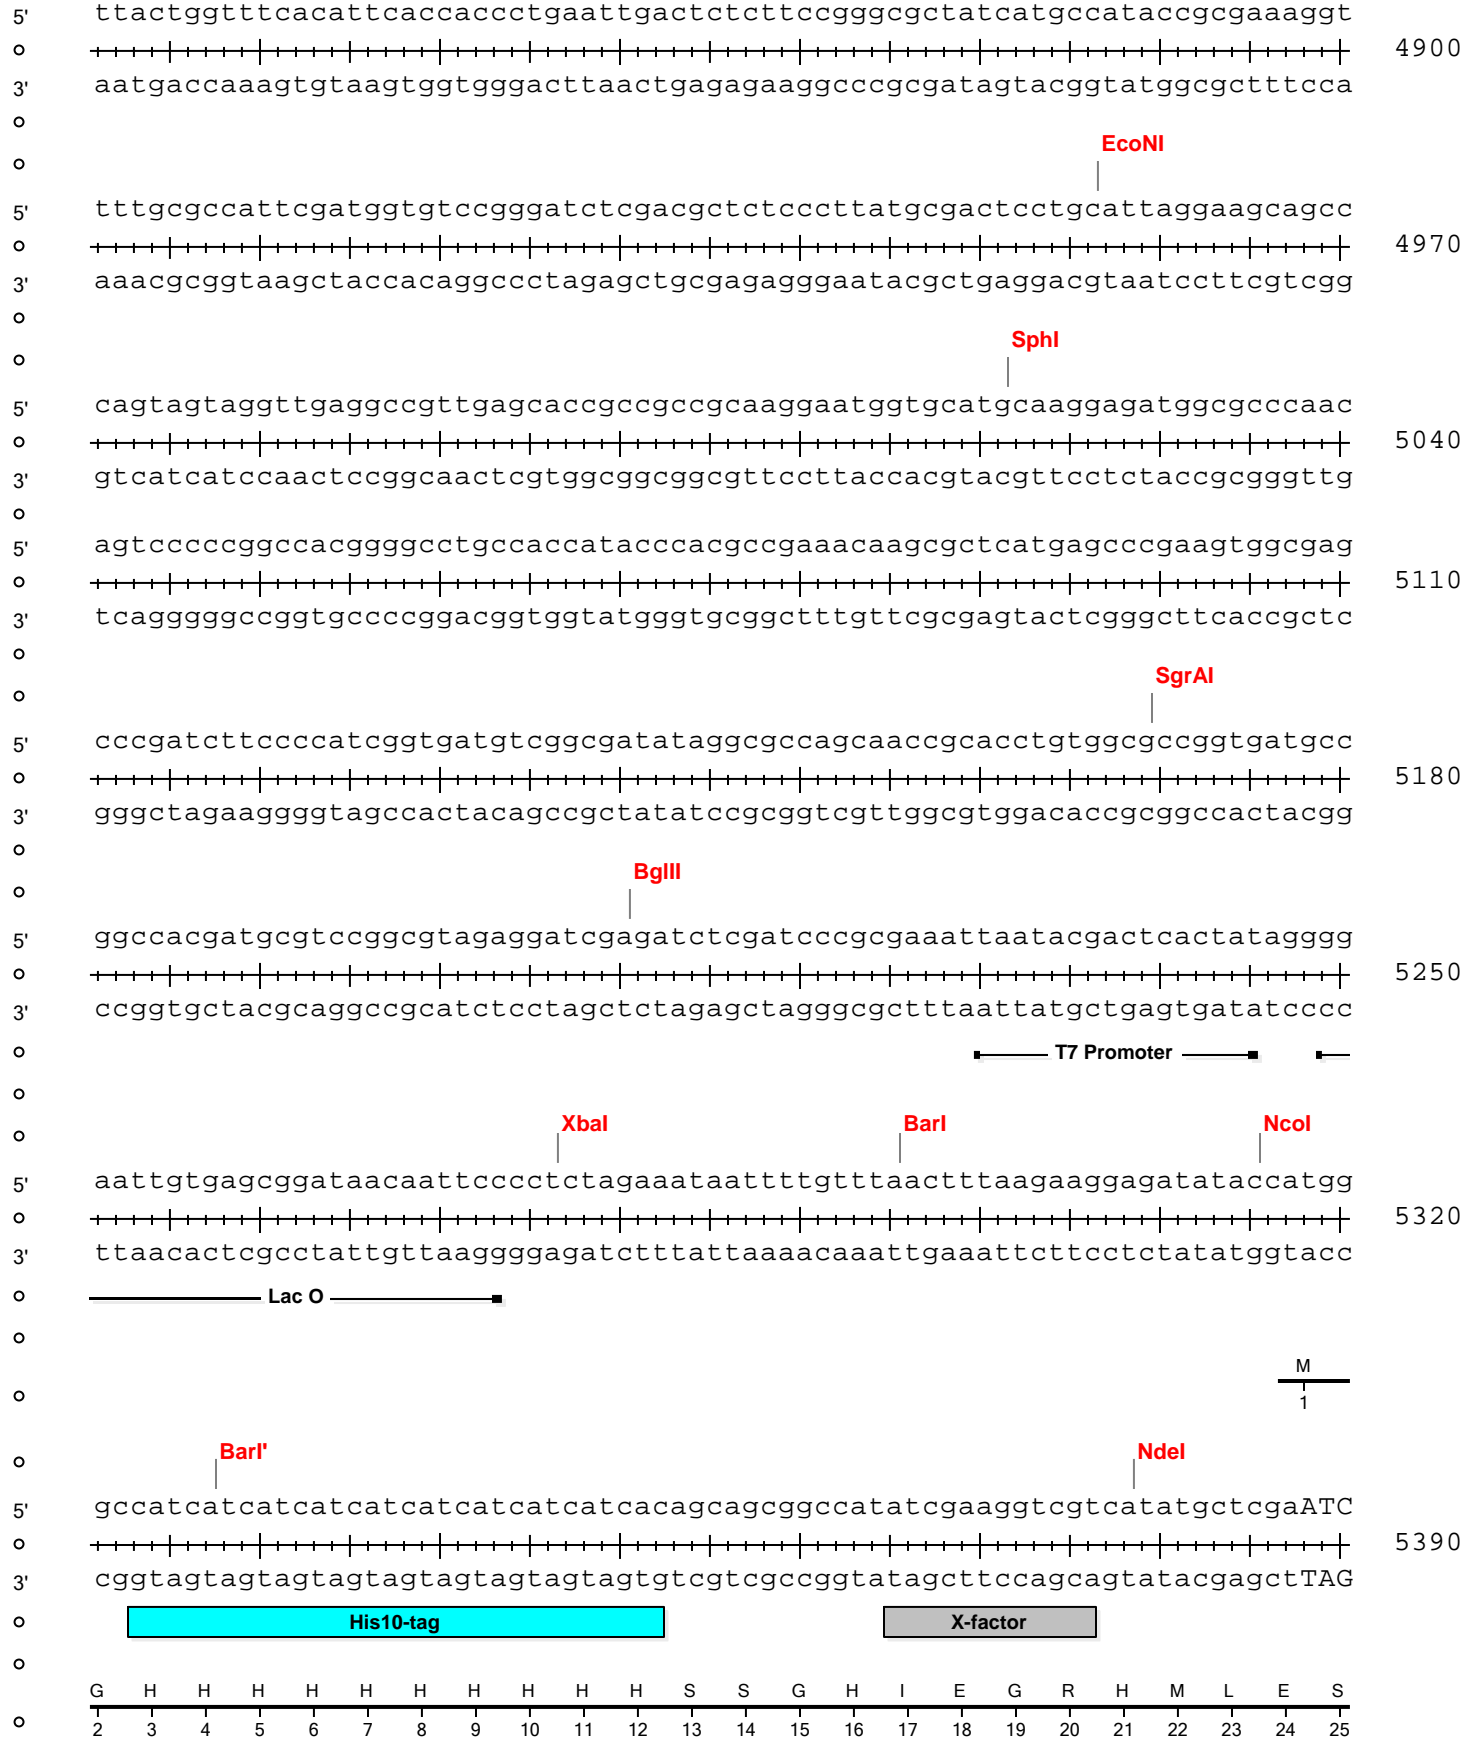 5' ttactggtttcacattcaccaccctgaattgactctcttccgggcgctatcatgccataccgcgaaaggt
4900
3' aatgaccaaagtgtaagtggtgggacttaactgagagaaggcccgcgatagtacggtatggcgctttcca
EcoNI
5' tttgcgccattcgatggtgtccgggatctcgacgctctcccttatgcgactcctgcattaggaagcagcc
4970
3' aaacgcggtaagctaccacaggccctagagctgcgagagggaatacgctgaggacgtaatccttcgtcgg
SphI
5' cagtagtaggttgaggccgttgagcaccgccgccgcaaggaatggtgcatgcaaggagatggcgcccaac
5040
3' gtcatcatccaactccggcaactcgtggcggcggcgttccttaccacgtacgttcctctaccgcgggttg
5' agtcccccggccacggggcctgccaccatacccacgccgaaacaagcgctcatgagcccgaagtggcgag
5110
3' tcagggggccggtgccccggacggtggtatgggtgcggctttgttcgcgagtactcgggcttcaccgctc
SgrAI
5' cccgatcttccccatcggtgatgtcggcgatataggcgccagcaaccgcacctgtggcgccggtgatgcc
5180
3' gggctagaaggggtagccactacagccgctatatccgcggtcgttggcgtggacaccgcggccactacgg
BglII
5' ggccacgatgcgtccggcgtagaggatcgagatctcgatcccgcgaaattaatacgactcactatagggg
5250
3' ccggtgctacgcaggccgcatctcctagctctagagctagggcgctttaattatgctgagtgatatcccc
T7 Promoter
XbaI BarI NcoI
5' aattgtgagcggataacaattcccctctagaaataattttgtttaactttaagaaggagatataccatgg
5320
3' ttaacactcgcctattgttaaggggagatctttattaaaacaaattgaaattcttcctctatatggtacc
Lac O
M
1
BarI' NdeI
5' gccatcatcatcatcatcatcatcatcatcacagcagcggccatatcgaaggtcgtcatatgctcgaATC
5390
3' cggtagtagtagtagtagtagtagtagtagtgtcgtcgccggtatagcttccagcagtatacgagctTAG
His10-tag X-factor
G H H H H H H H H H H S S G H I E G R H M L E S
2 3 4 5 6 7 8 9 10 11 12 13 14 15 16 17 18 19 20 21 22 23 24 25